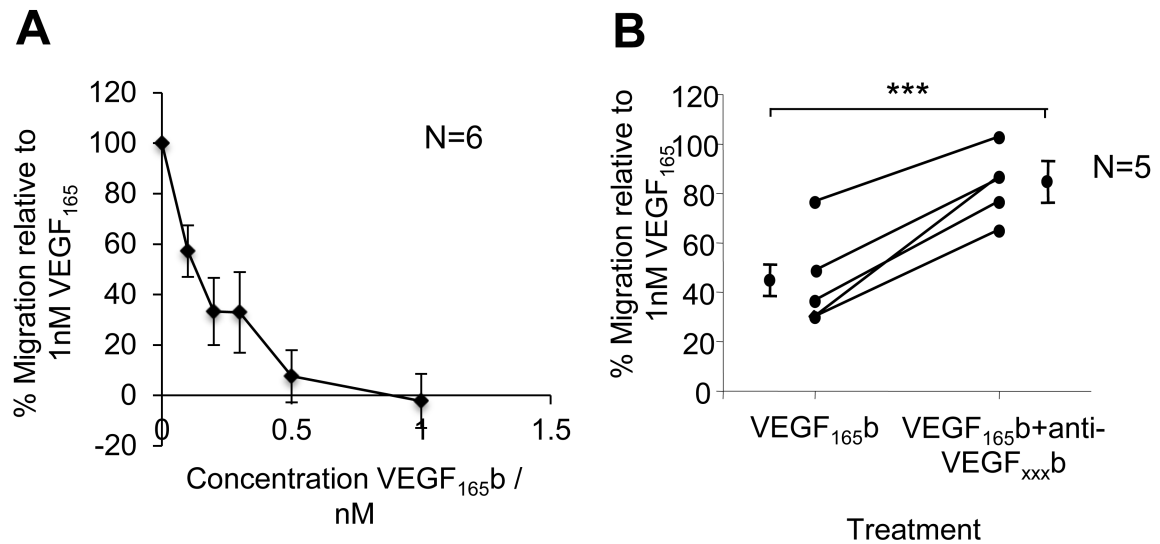 A
120
100
80
60
40
20
0
-20
% Migration relative to
1nM VEGF165
N=6
0
0.5
1
1.5
Concentration VEGF165b /
nM
B
120
100
80
60
40
20
0
% Migration relative to
1nM VEGF165
***
N=5
VEGF165b
VEGF165b+anti-
VEGFxxxb
Treatment